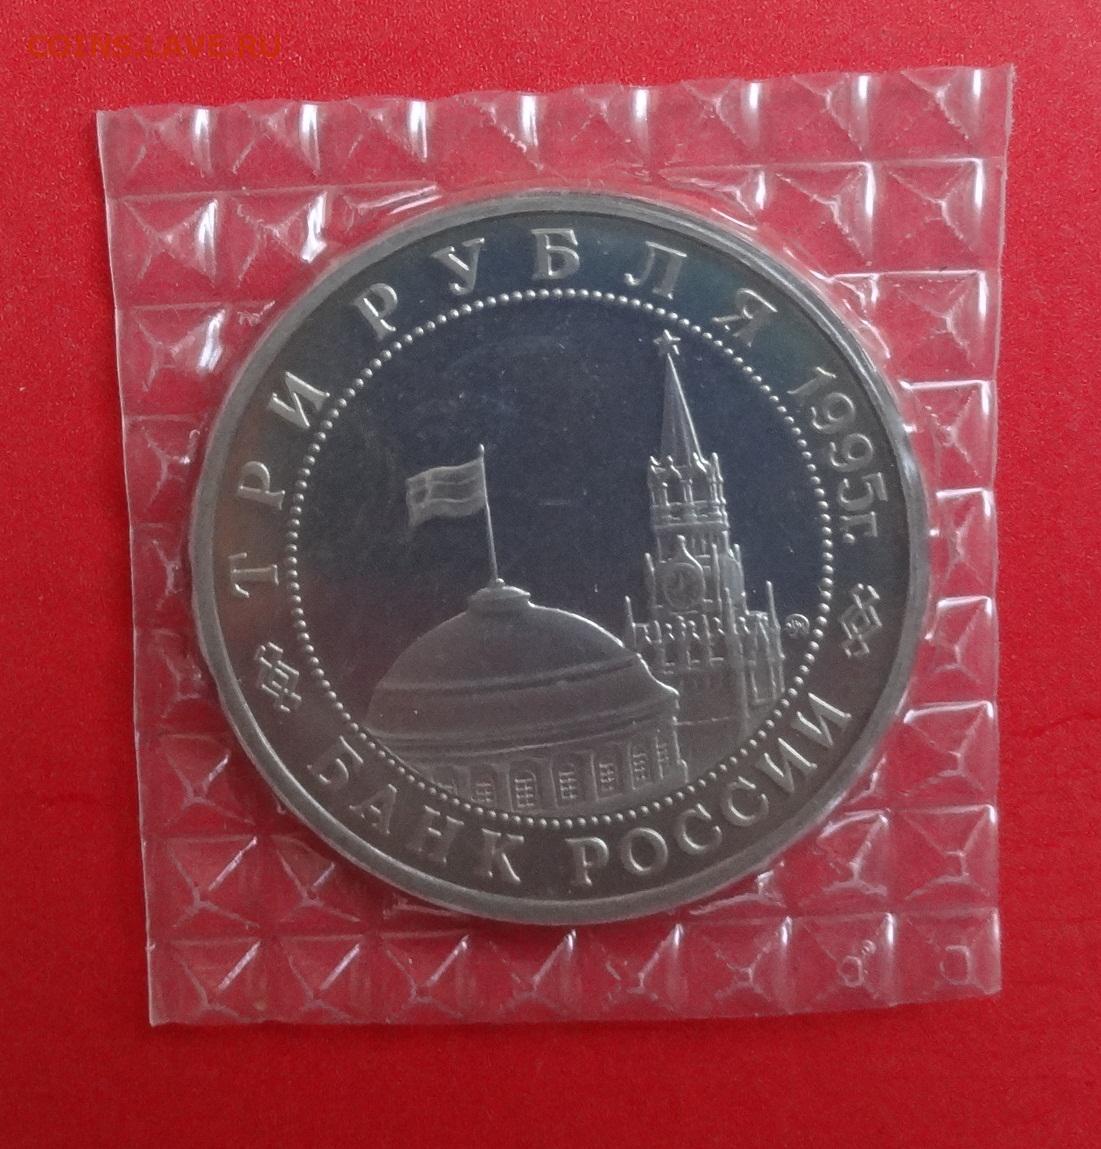 COINS.LAVE.RU
ТРИ РУБЛЯ 1995г.
БАНК РОССИИ